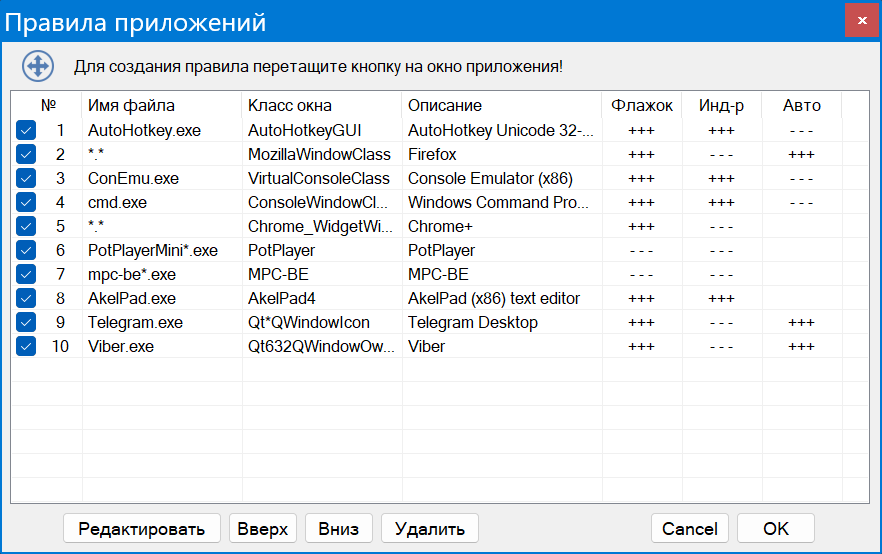 Правила приложений
Для создания правила перетащите кнопку на окно приложения!
№ Имя файла Класс окна Описание Флажок Инд-р Авто
1 AutoHotkey.exe AutoHotkeyGUI AutoHotkey Unicode 32-... +++ +++ ---
2 *.* MozillaWindowClass Firefox +++ --- +++
3 ConEmu.exe VirtualConsoleClass Console Emulator (x86) +++ +++ ---
4 cmd.exe ConsoleWindowCl... Windows Command Pro... +++ +++ ---
5 *.* Chrome_WidgetWi... Chrome+ +++ ---
6 PotPlayerMini*.exe PotPlayer PotPlayer --- ---
7 mpc-be*.exe MPC-BE MPC-BE --- ---
8 AkelPad.exe AkelPad4 AkelPad (x86) text editor +++ +++
9 Telegram.exe Qt*QWindowIcon Telegram Desktop +++ --- +++
10 Viber.exe Qt632QWindowOw... Viber +++ --- +++
Редактировать Вверх Вниз Удалить Cancel OK